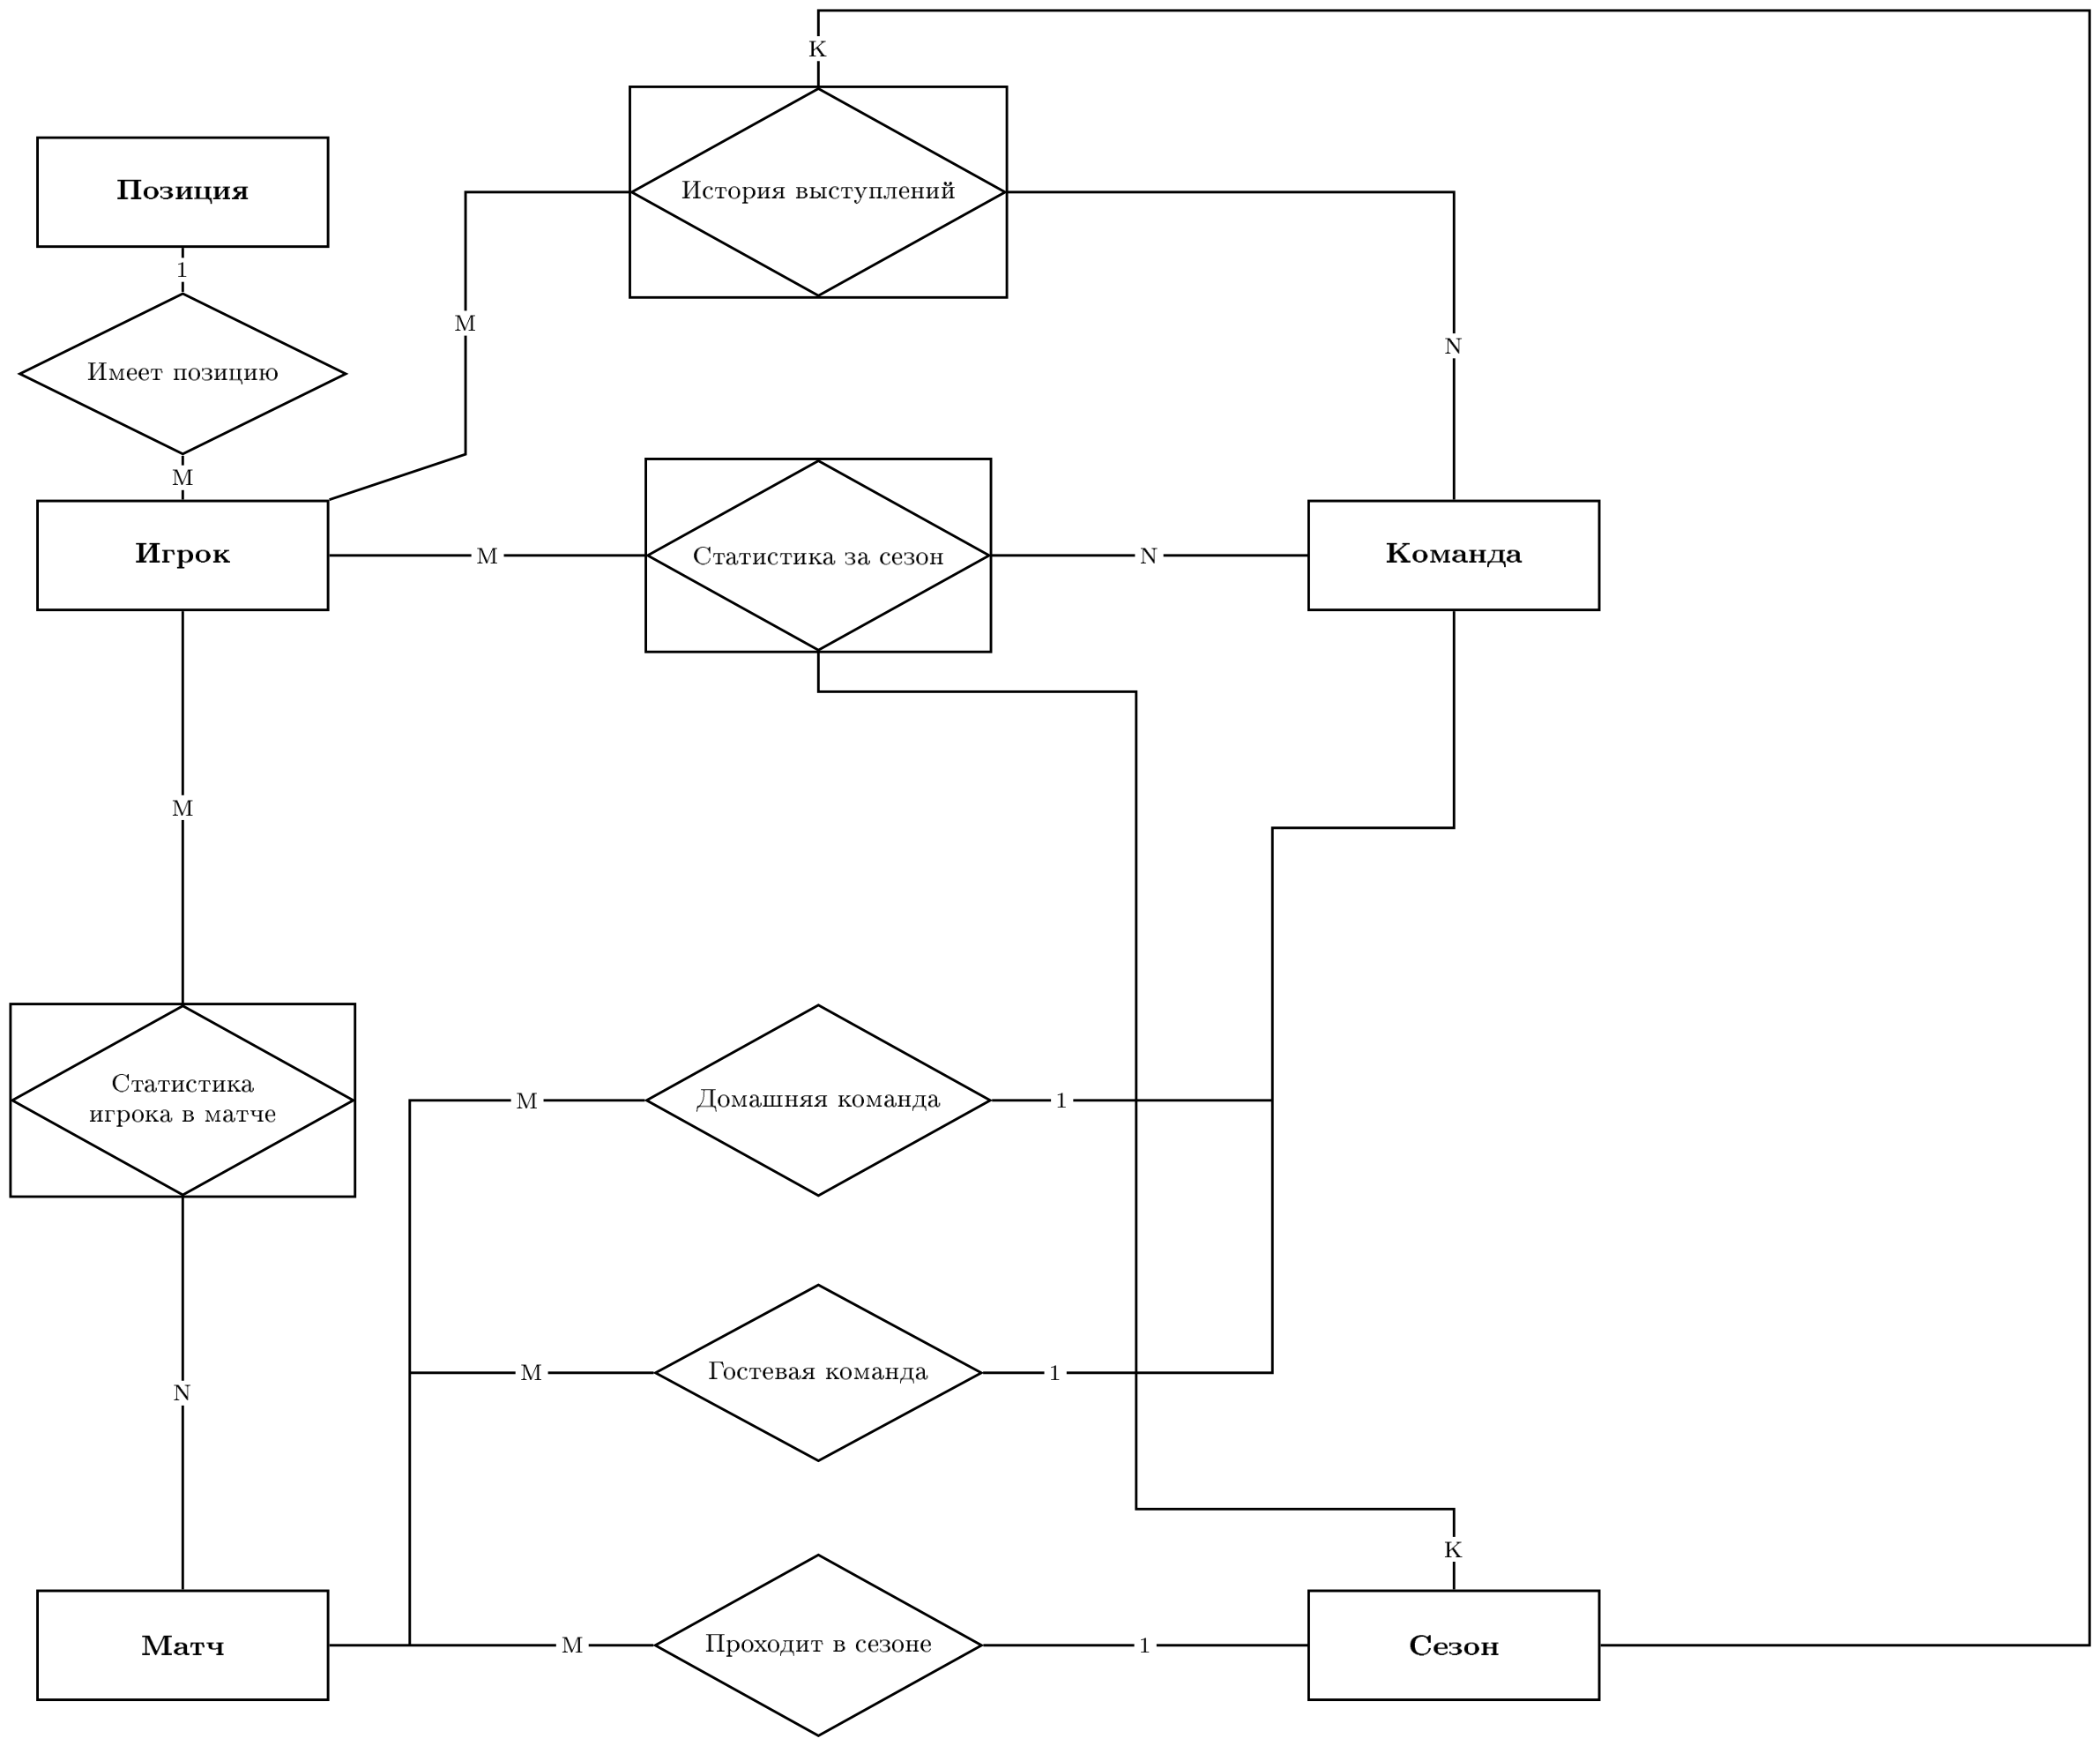 K
Позиция
История выступлений
1
M
N
Имеет позицию
M
Игрок
M
Статистика за сезон
N
Команда
M
Статистика
игрока в матче
M
Домашняя команда
1
M
Гостевая команда
1
N
K
Матч
M
Проходит в сезоне
1
Сезон